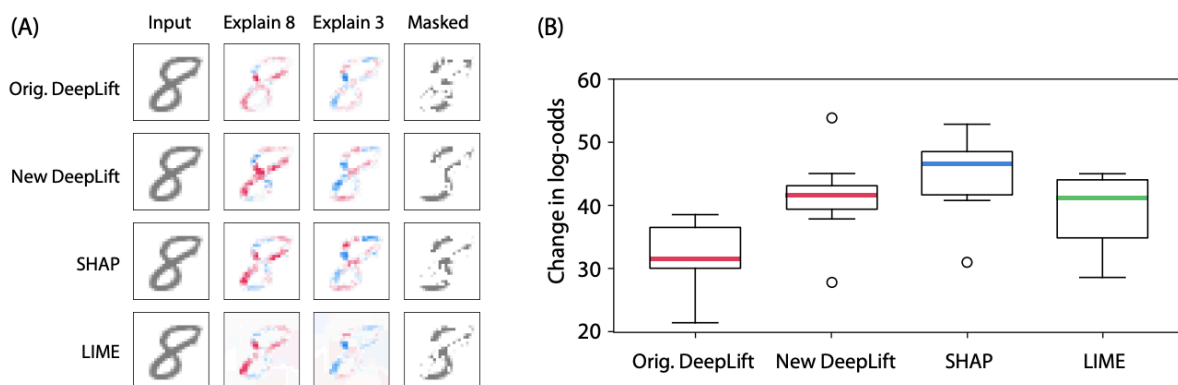 (A)
Input Explain 8 Explain 3 Masked
Orig. DeepLift
New DeepLift
SHAP
LIME
(B)
Change in log-odds
60
50
40
30
20
Orig. DeepLift New DeepLift SHAP LIME